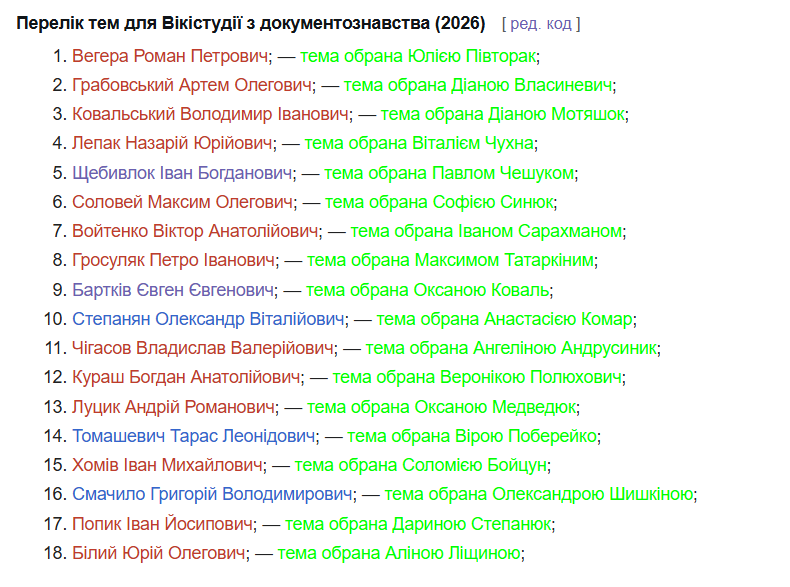 Перелік тем для Вікістудії з документознавства (2026) [ ред. код ]
1. Вегера Роман Петрович; — тема обрана Юлією Півторак;
2. Грабовський Артем Олегович; — тема обрана Діаною Власиневич;
3. Ковальський Володимир Іванович; — тема обрана Діаною Мотяшок;
4. Лепак Назарій Юрійович; — тема обрана Віталієм Чухна;
5. Щебивлок Іван Богданович; — тема обрана Павлом Чешуком;
6. Соловей Максим Олегович; — тема обрана Софією Синюк;
7. Войтенко Віктор Анатолійович; — тема обрана Іваном Сарахманом;
8. Гросуляк Петро Іванович; — тема обрана Максимом Татаркіним;
9. Бартків Євген Євгенович; — тема обрана Оксаною Коваль;
10. Степанян Олександр Віталійович; — тема обрана Анастасією Комар;
11. Чігасов Владислав Валерійович; — тема обрана Ангеліною Андрусиник;
12. Кураш Богдан Анатолійович; — тема обрана Веронікою Полюхович;
13. Луцик Андрій Романович; — тема обрана Оксаною Медведюк;
14. Томашевич Тарас Леонідович; — тема обрана Вірою Поберейко;
15. Хомів Іван Михайлович; — тема обрана Соломією Бойцун;
16. Смачило Григорій Володимирович; — тема обрана Олександрою Шишкіною;
17. Попик Іван Йосипович; — тема обрана Дариною Степанюк;
18. Білий Юрій Олегович; — тема обрана Аліною Ліщиною;